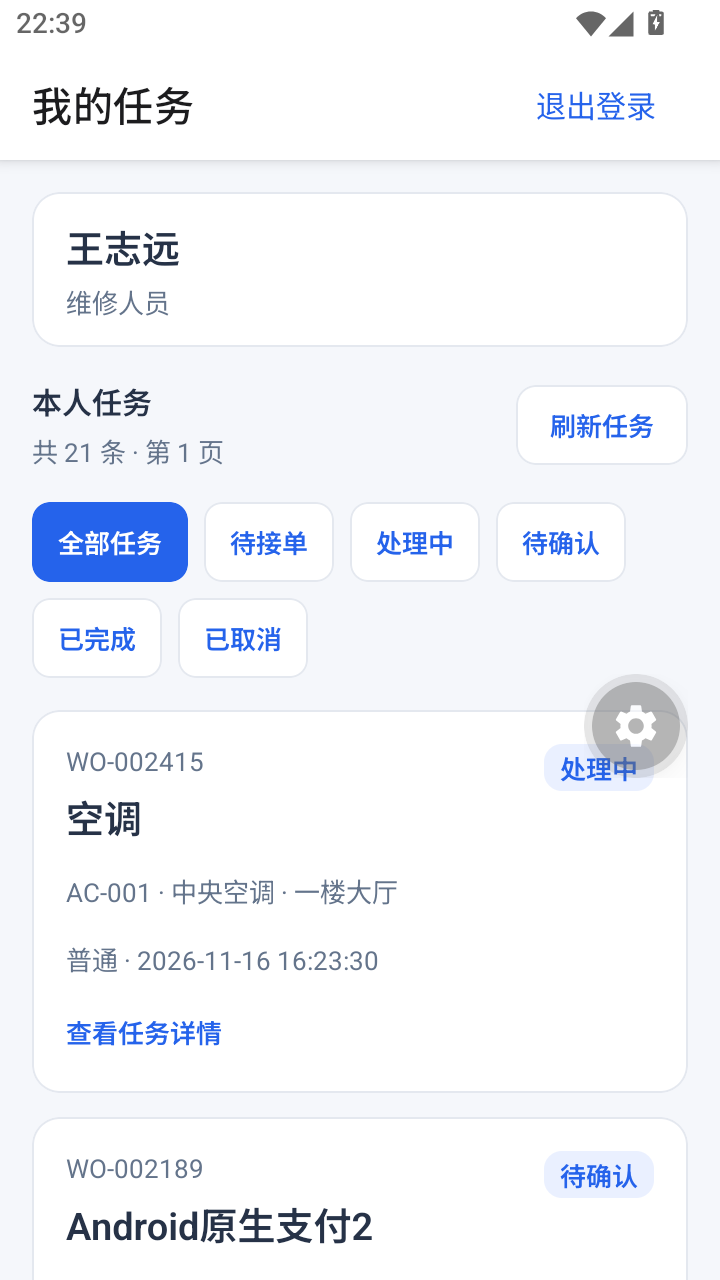 22:39
我的任务
退出登录
王志远
维修人员
本人任务
共 21 条 · 第 1 页
刷新任务
全部任务
待接单
处理中
待确认
已完成
已取消
WO-002415
处理中
空调
AC-001 · 中央空调 · 一楼大厅
普通 · 2026-11-16 16:23:30
查看任务详情
WO-002189
待确认
Android原生支付2